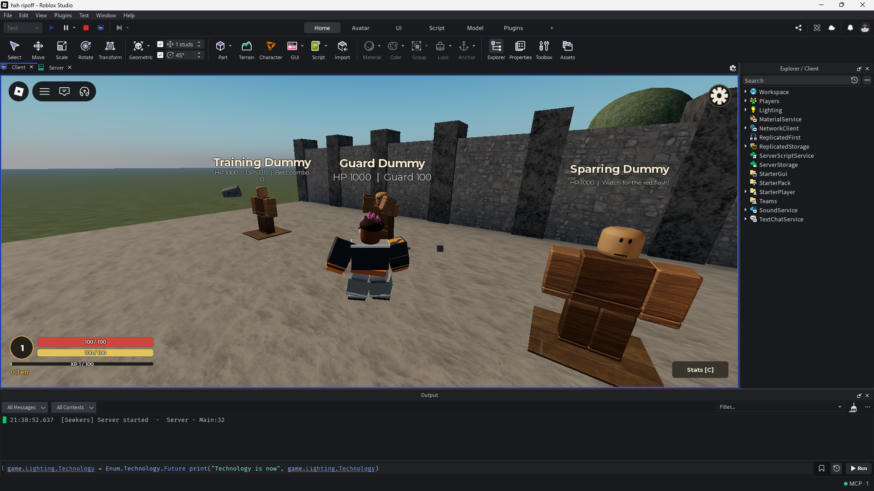 hxh ripoff - Roblox Studio
File Edit View Plugins Test Window Help
Test
Home Avatar UI Script Model Plugins
Select Move Scale Rotate Transform Geometric 1 studs 45° Part Terrain Character GUI Script Import Material Color Group Lock Anchor Explorer Properties Toolbox Assets
Client Server
Explorer / Client
Search
Workspace
Players
Lighting
MaterialService
NetworkClient
ReplicatedFirst
ReplicatedStorage
ServerScriptService
ServerStorage
StarterGui
StarterPack
StarterPlayer
Teams
SoundService
TextChatService
Training Dummy
Guard Dummy
HP 1000 | Guard 100
Sparring Dummy
HP 1000 | Watch for the red flash!
1
100 / 100
100/100
Stats [C]
Output
All Messages All Contexts Filter...
21:38:52.637 [Seekers] Server started - Server - Main:32
game.Lighting.Technology = Enum.Technology.Future print("Technology is now", game.Lighting.Technology)
Run
MCP · 1